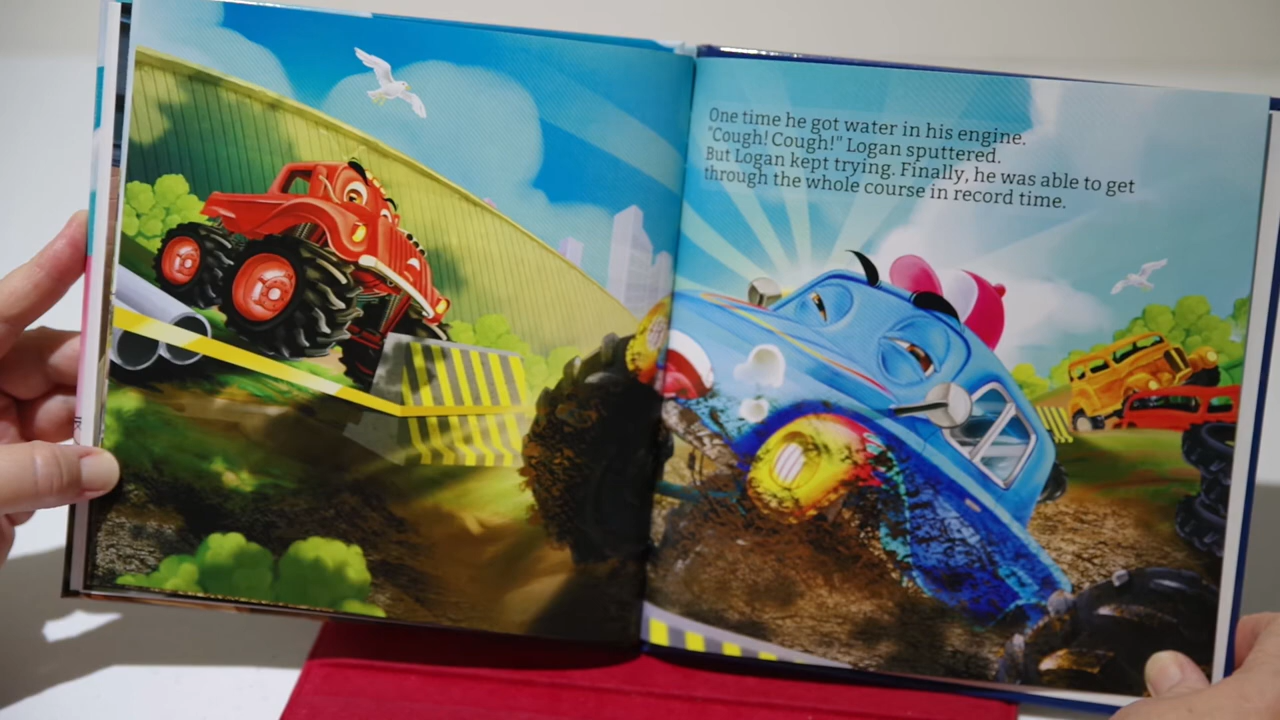 One time he got water in his engine.
"Cough! Cough!" Logan sputtered.
But Logan kept trying. Finally, he was able to get
through the whole course in record time.